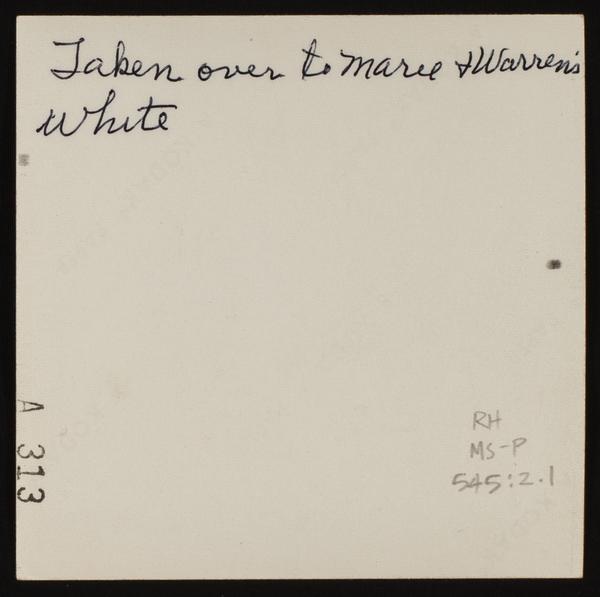 Taken over to Marie & Warren's
White
A 313
RH
MS-P
545:2.1